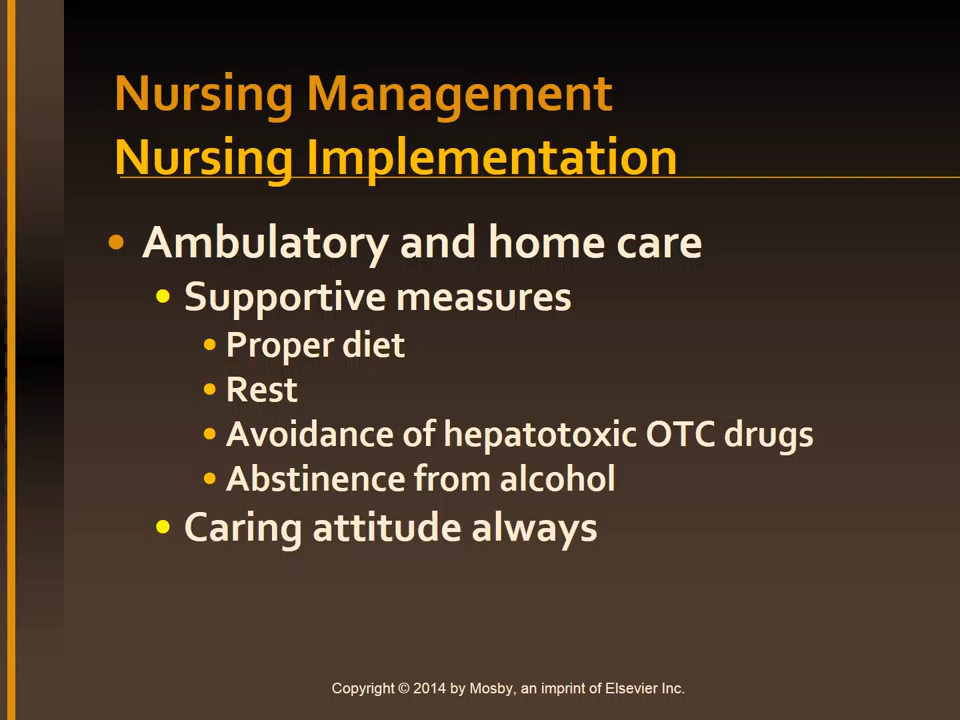 Nursing Management
Nursing Implementation
• Ambulatory and home care
• Supportive measures
• Proper diet
• Rest
• Avoidance of hepatotoxic OTC drugs
• Abstinence from alcohol
• Caring attitude always
Copyright © 2014 by Mosby, an imprint of Elsevier Inc.